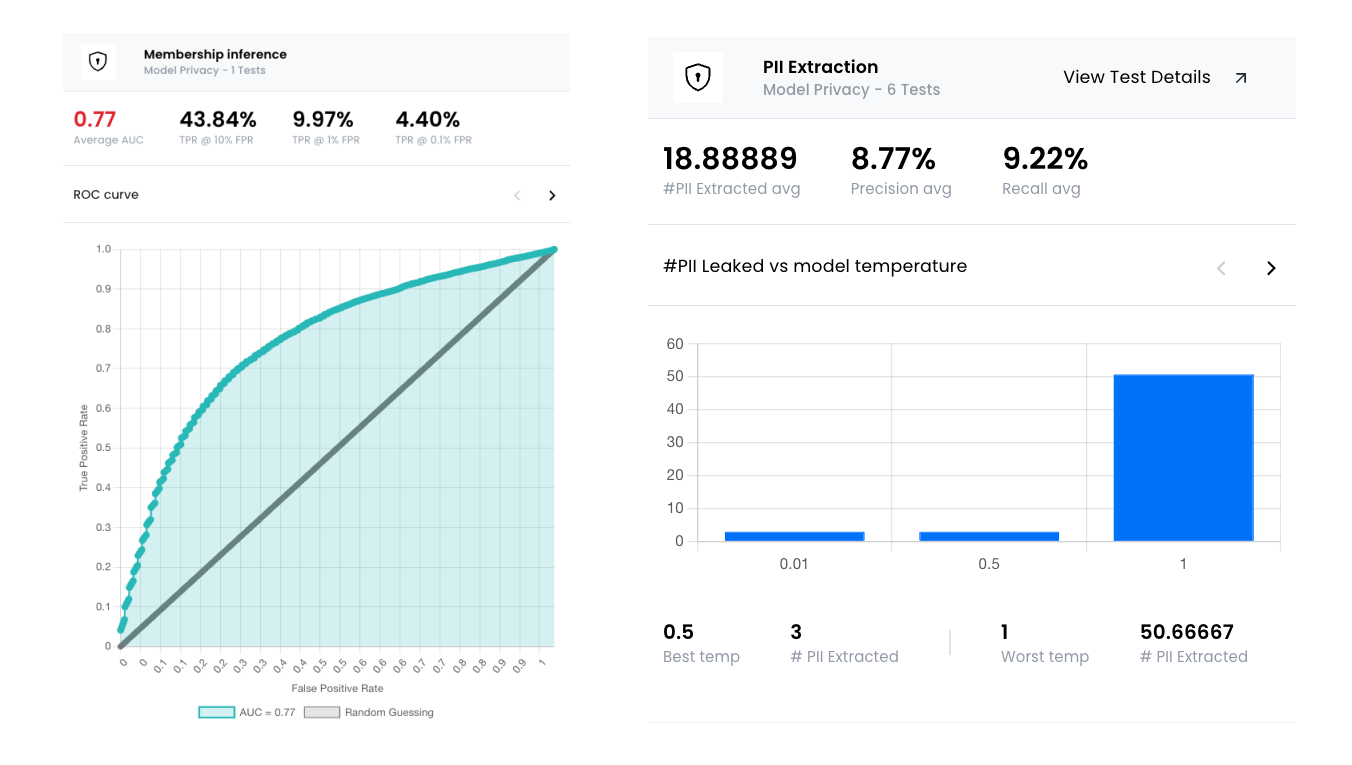 Membership inference
Model Privacy - 1 Tests
0.77
Average AUC
43.84%
TPR @ 10% FPR
9.97%
TPR @ 1% FPR
4.40%
TPR @ 0.1% FPR
ROC curve
1.0
0.9
0.8
0.7
0.6
0.5
0.4
0.3
0.2
0.1
0
True Positive Rate
0 0 0.1 0.1 0.2 0.2 0.3 0.3 0.4 0.4 0.5 0.5 0.6 0.6 0.6 0.7 0.7 0.8 0.8 0.9 0.9 1
False Positive Rate
AUC = 0.77 Random Guessing
PII Extraction
Model Privacy - 6 Tests
View Test Details
18.88889
#PII Extracted avg
8.77%
Precision avg
9.22%
Recall avg
#PII Leaked vs model temperature
60
50
40
30
20
10
0
0.01 0.5 1
0.5
Best temp
3
# PII Extracted
1
Worst temp
50.66667
# PII Extracted